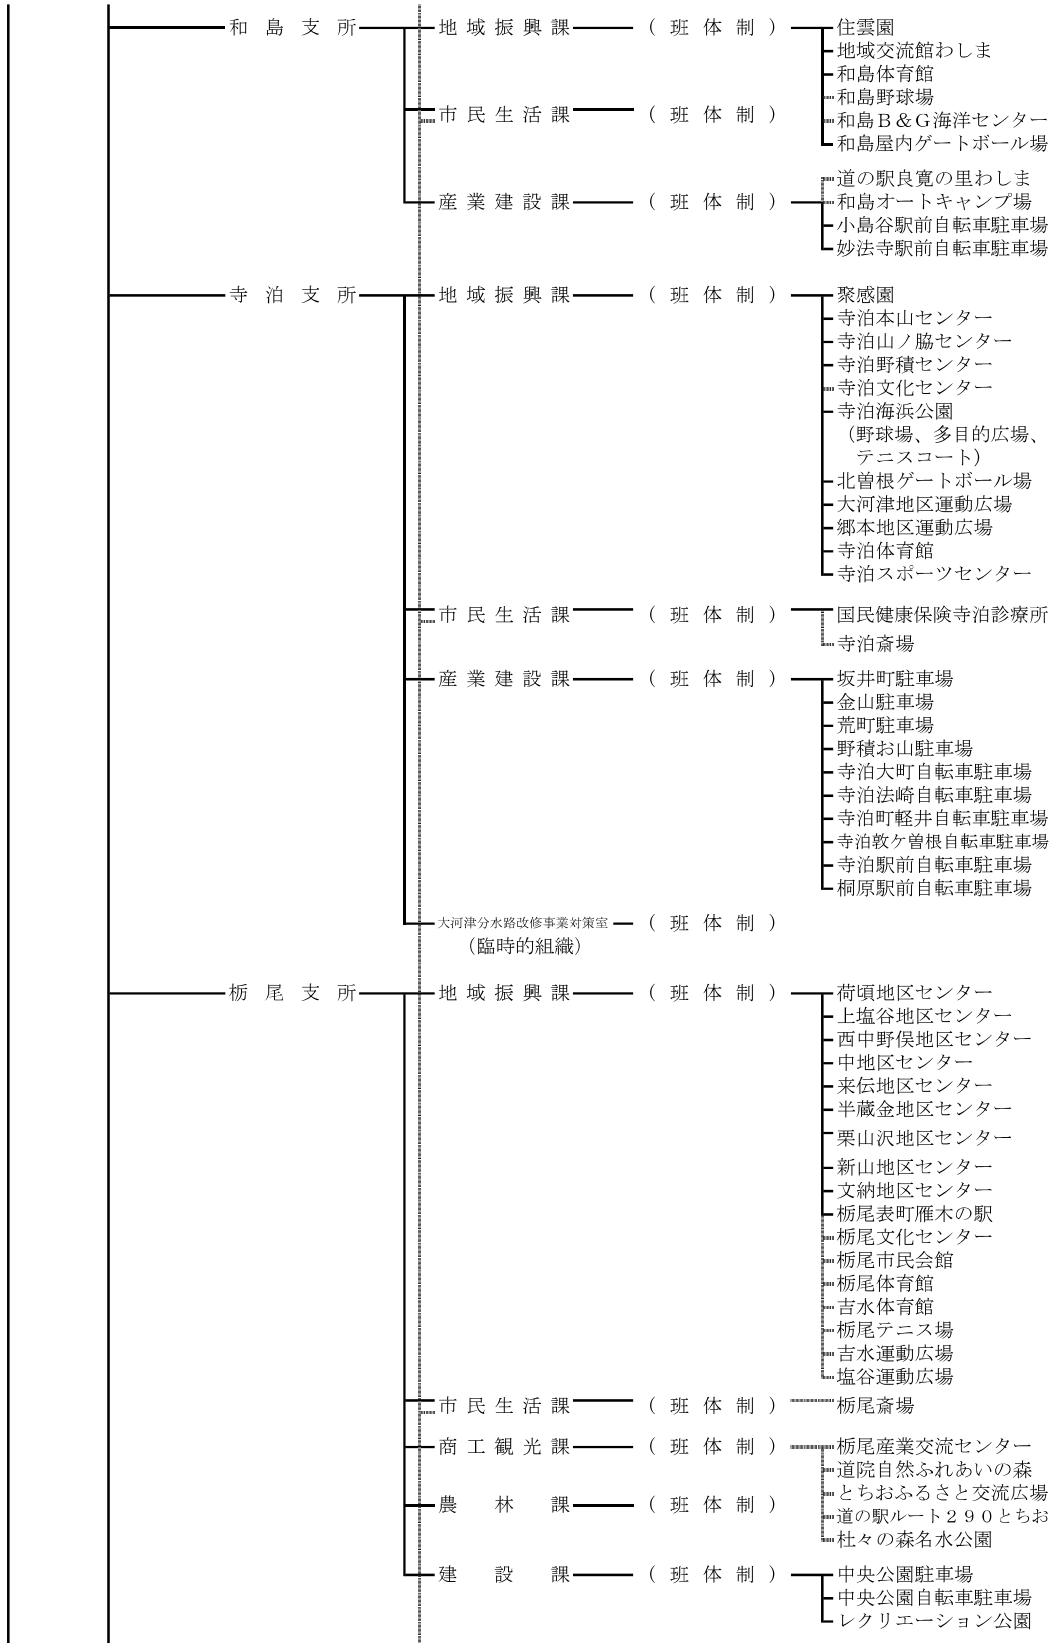 和島支所 地域振興課 (班体制) 住雲園
地域交流館わしま
和島体育館
和島野球場
市民生活課 (班体制)
和島B&G海洋センター
和島屋内ゲートボール場
道の駅良寛の里わしま
産業建設課 (班体制) 和島オートキャンプ場
小島谷駅前自転車駐車場
妙法寺駅前自転車駐車場
寺泊支所 地域振興課 (班体制) 聚感園
寺泊本山センター
寺泊山ノ脇センター
寺泊野積センター
寺泊文化センター
寺泊海浜公園
(野球場、多目的広場、
テニスコート)
北曽根ゲートボール場
大河津地区運動広場
郷本地区運動広場
寺泊体育館
寺泊スポーツセンター
市民生活課 (班体制) 国民健康保険寺泊診療所
寺泊斎場
産業建設課 (班体制) 坂井町駐車場
金山駐車場
荒町駐車場
野積お山駐車場
寺泊大町自転車駐車場
寺泊法崎自転車駐車場
寺泊町軽井自転車駐車場
寺泊敦ケ曽根自転車駐車場
寺泊駅前自転車駐車場
桐原駅前自転車駐車場
大河津分水路改修事業対策室 (班体制)
(臨時的組織)
栃尾支所 地域振興課 (班体制) 荷頃地区センター
上塩谷地区センター
西中野俣地区センター
中地区センター
来伝地区センター
半蔵金地区センター
栗山沢地区センター
新山地区センター
文納地区センター
栃尾表町雁木の駅
栃尾文化センター
栃尾市民会館
栃尾体育館
吉水体育館
栃尾テニス場
吉水運動広場
塩谷運動広場
市民生活課 (班体制) 栃尾斎場
商工観光課 (班体制) 栃尾産業交流センター
道院自然ふれあいの森
とちおふるさと交流広場
農林課 (班体制)
道の駅ルート290とちお
杜々の森名水公園
建設課 (班体制) 中央公園駐車場
中央公園自転車駐車場
レクリエーション公園